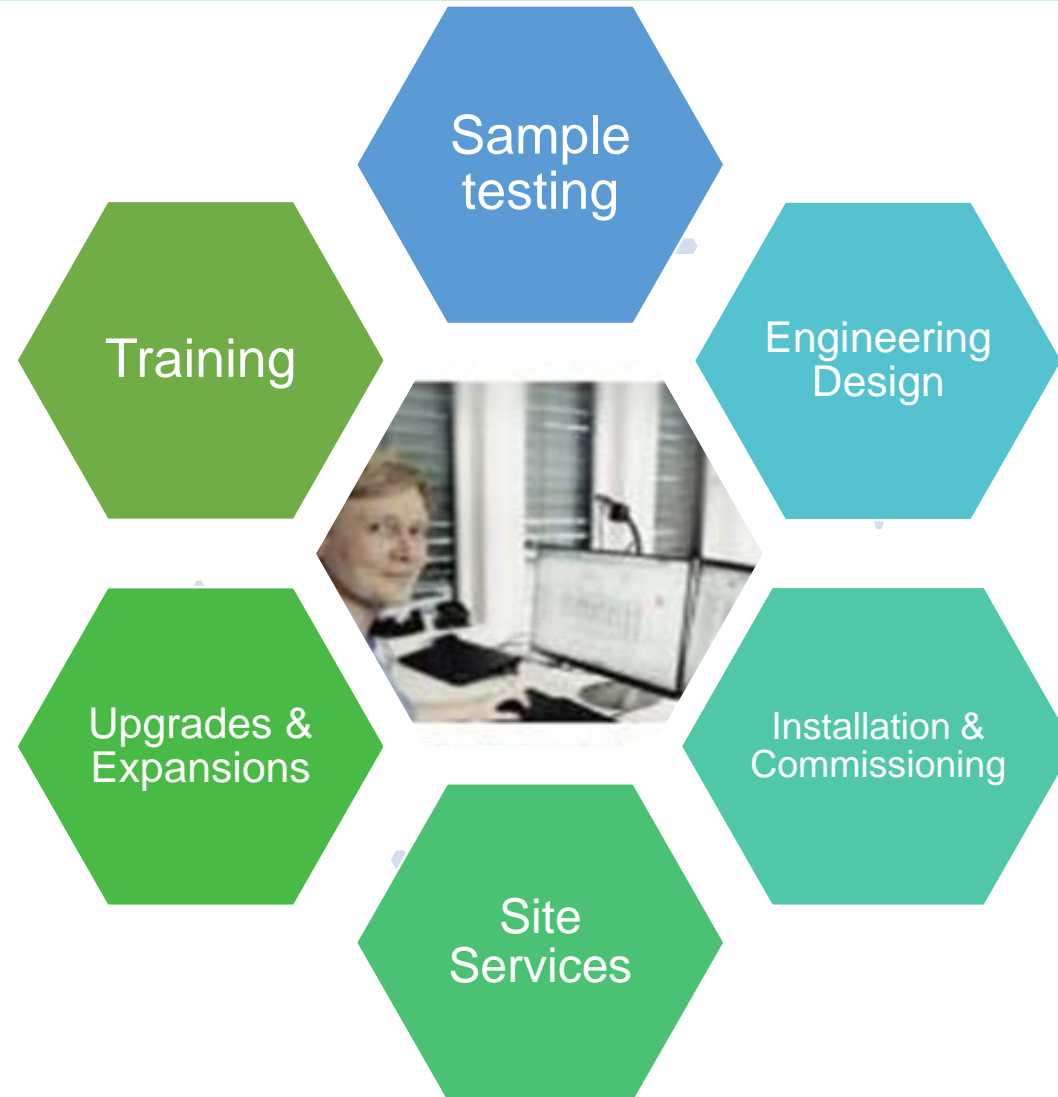 Sample
testing
Engineering
Design
Installation &
Commissioning
Site
Services
Upgrades &
Expansions
Training